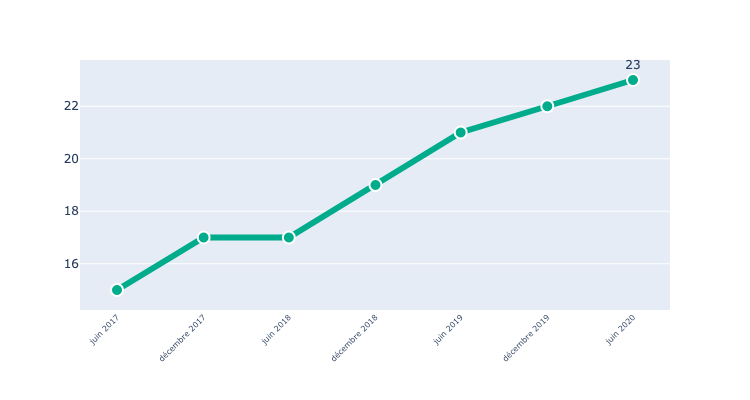 23
22
20
18
16
juin 2017
décembre 2017
juin 2018
décembre 2018
juin 2019
décembre 2019
juin 2020